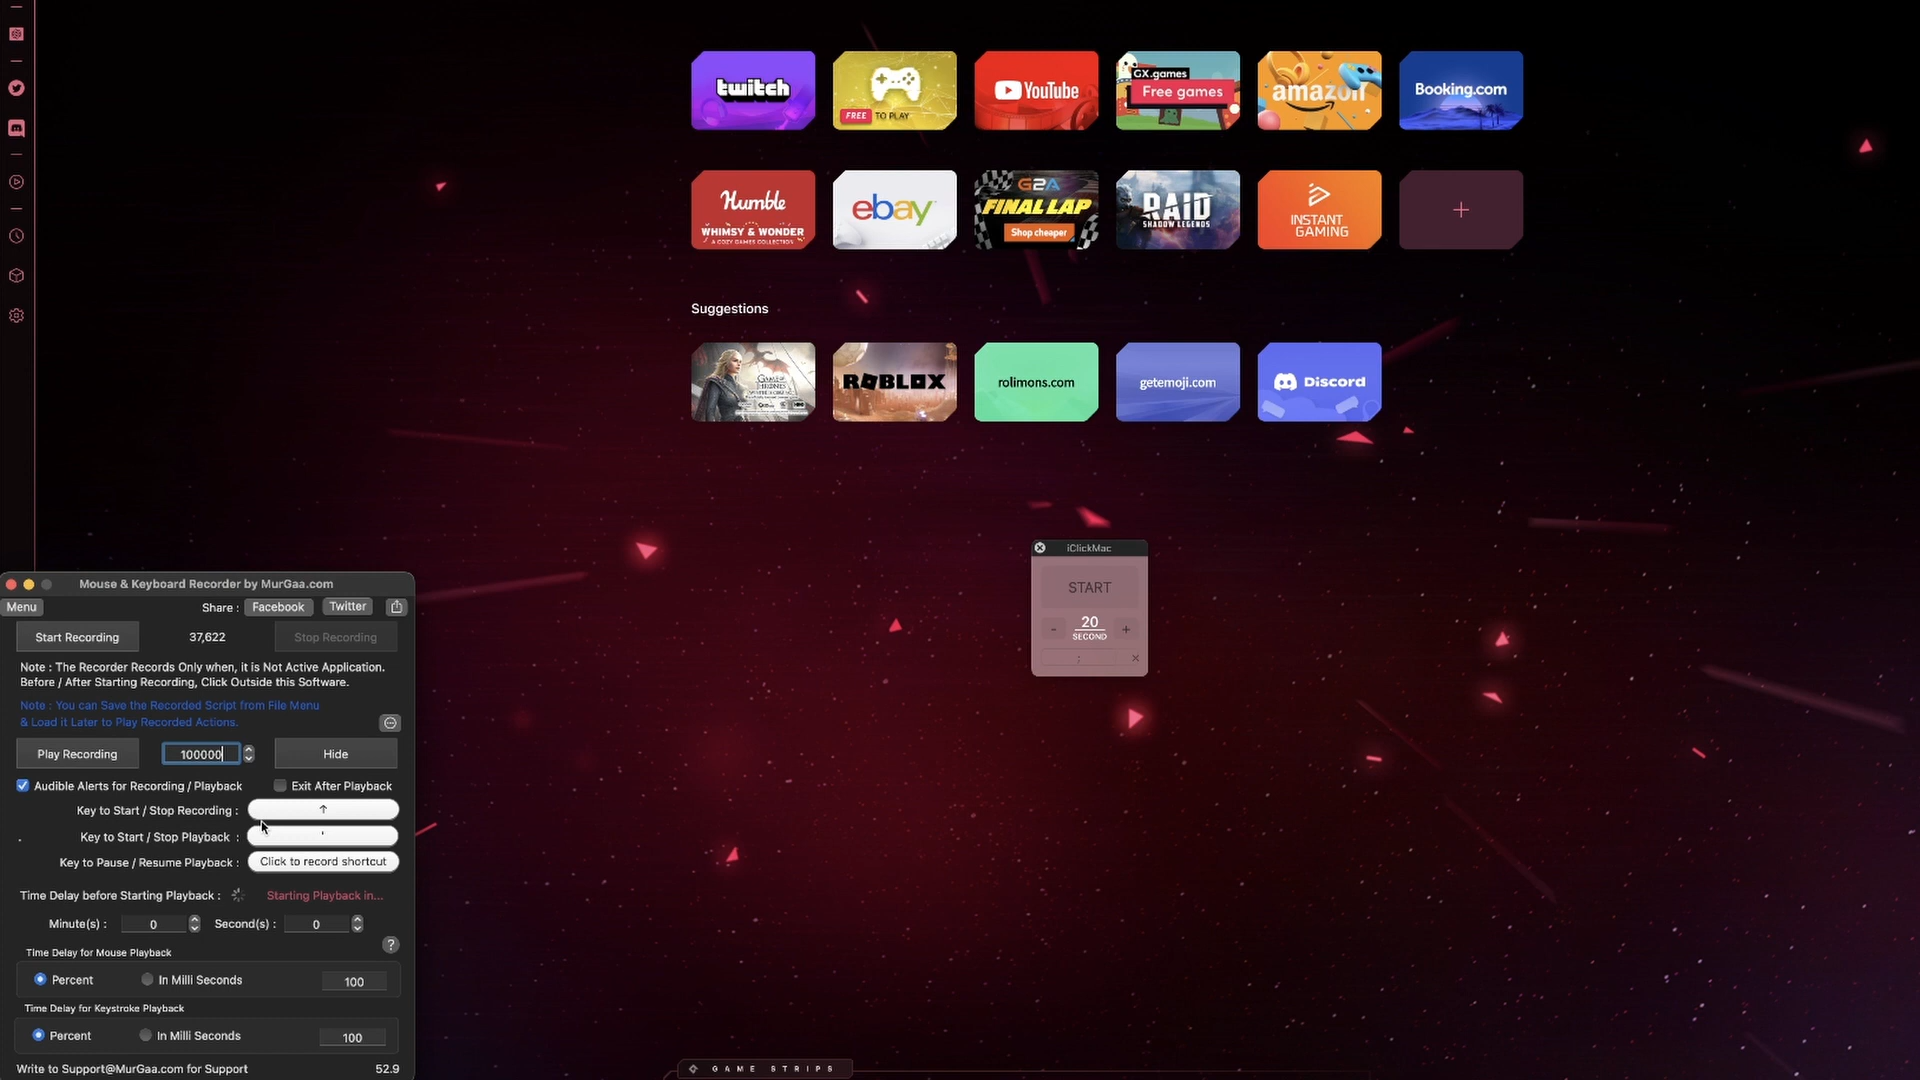 twitch
FREE TO PLAY
YouTube
GX.games
Free games
amazon
Booking.com
Humble
WHIMSY & WONDER
A COZY GAMES COLLECTION
ebay
G2A
FINAL LAP
Shop cheaper
RAID
SHADOW LEGENDS
INSTANT
GAMING
+
Suggestions
GAME OF
THRONES
ROBLOX
rolimons.com
getemoji.com
Discord
iClickMac
START
- 20 +
SECOND
;
Mouse & Keyboard Recorder by MurGaa.com
Menu Share : Facebook Twitter
Start Recording 37,622 Stop Recording
Note : The Recorder Records Only when, it is Not Active Application.
Before / After Starting Recording, Click Outside this Software.
Note : You can Save the Recorded Script from File Menu
& Load it Later to Play Recorded Actions.
Play Recording 100000 Hide
Audible Alerts for Recording / Playback Exit After Playback
Key to Start / Stop Recording : ↑
Key to Start / Stop Playback : '
Key to Pause / Resume Playback : Click to record shortcut
Time Delay before Starting Playback : Starting Playback in...
Minute(s) : 0 Second(s) : 0
?
Time Delay for Mouse Playback
Percent In Milli Seconds 100
Time Delay for Keystroke Playback
Percent In Milli Seconds 100
Write to Support@MurGaa.com for Support 52.9
GAME STRIPS